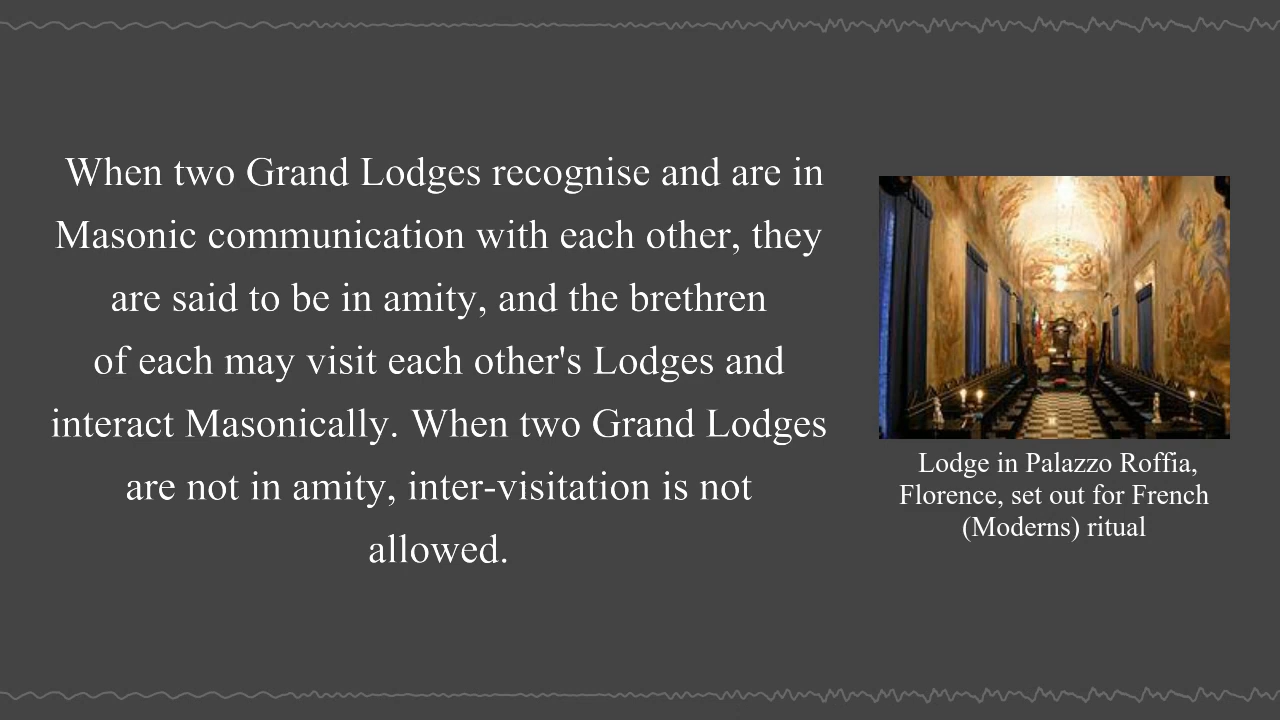 When two Grand Lodges recognise and are in
Masonic communication with each other, they
are said to be in amity, and the brethren
of each may visit each other's Lodges and
interact Masonically. When two Grand Lodges
are not in amity, inter-visitation is not
allowed.
Lodge in Palazzo Roffia,
Florence, set out for French
(Moderns) ritual